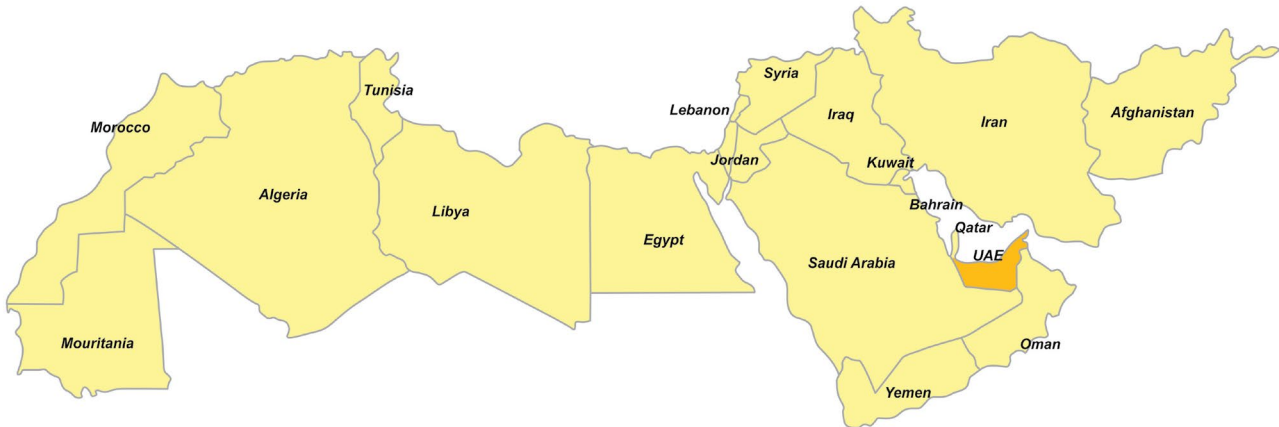 Syria
Tunisia
Lebanon
Morocco
Iraq
Iran
Afghanistan
Jordan
Kuwait
Algeria
Bahrain
Libya
Qatar
Egypt
UAE
Saudi Arabia
Mouritania
Oman
Yemen